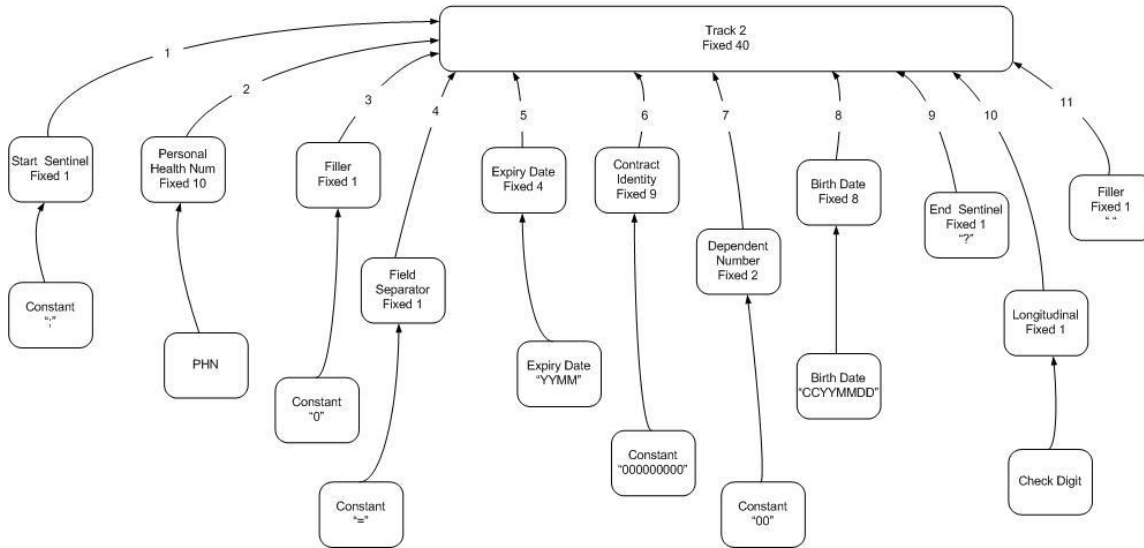 Track 2
Fixed 40
1
2
3
4
5
6
7
8
9
10
11
Start Sentinel
Fixed 1
Personal
Health Num
Fixed 10
Filler
Fixed 1
Expiry Date
Fixed 4
Contract
Identity
Fixed 9
Birth Date
Fixed 8
End Sentinel
Fixed 1
“?”
Filler
Fixed 1
“ “
Field
Separator
Fixed 1
Dependent
Number
Fixed 2
Longitudinal
Fixed 1
Constant
“;”
PHN
Constant
“0”
Expiry Date
“YYMM”
Birth Date
“CCYYMMDD”
Constant
“000000000”
Check Digit
Constant
“=”
Constant
“00”